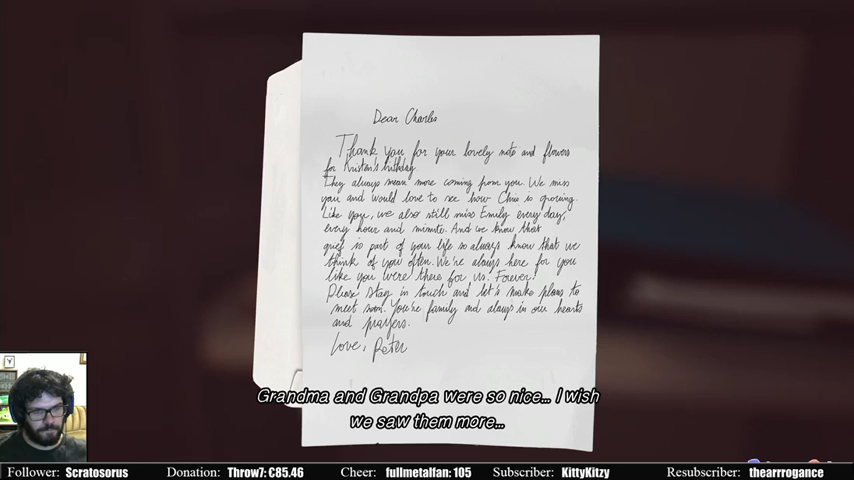 Dear Charles
Thank you for your lovely note and flowers
for Kristen's birthday
They always mean more coming from you. We miss
you and would love to see how Chris is growing.
Like you, we also still miss Emily every day,
every hour and minute. And we know that
grief is part of your life so always know that we
think of you often. We're always here for you
like you were there for us. Forever!
Please stay in touch and let's make plans to
meet soon. You're family and always in our hearts
and prayers.
Love, Peter
Grandma and Grandpa were so nice... I wish
we saw them more...
Follower: Scratosorus Donation: Throw7: €85.46 Cheer: fullmetalfan: 105 Subscriber: KittyKitzy Resubscriber: thearrrogance